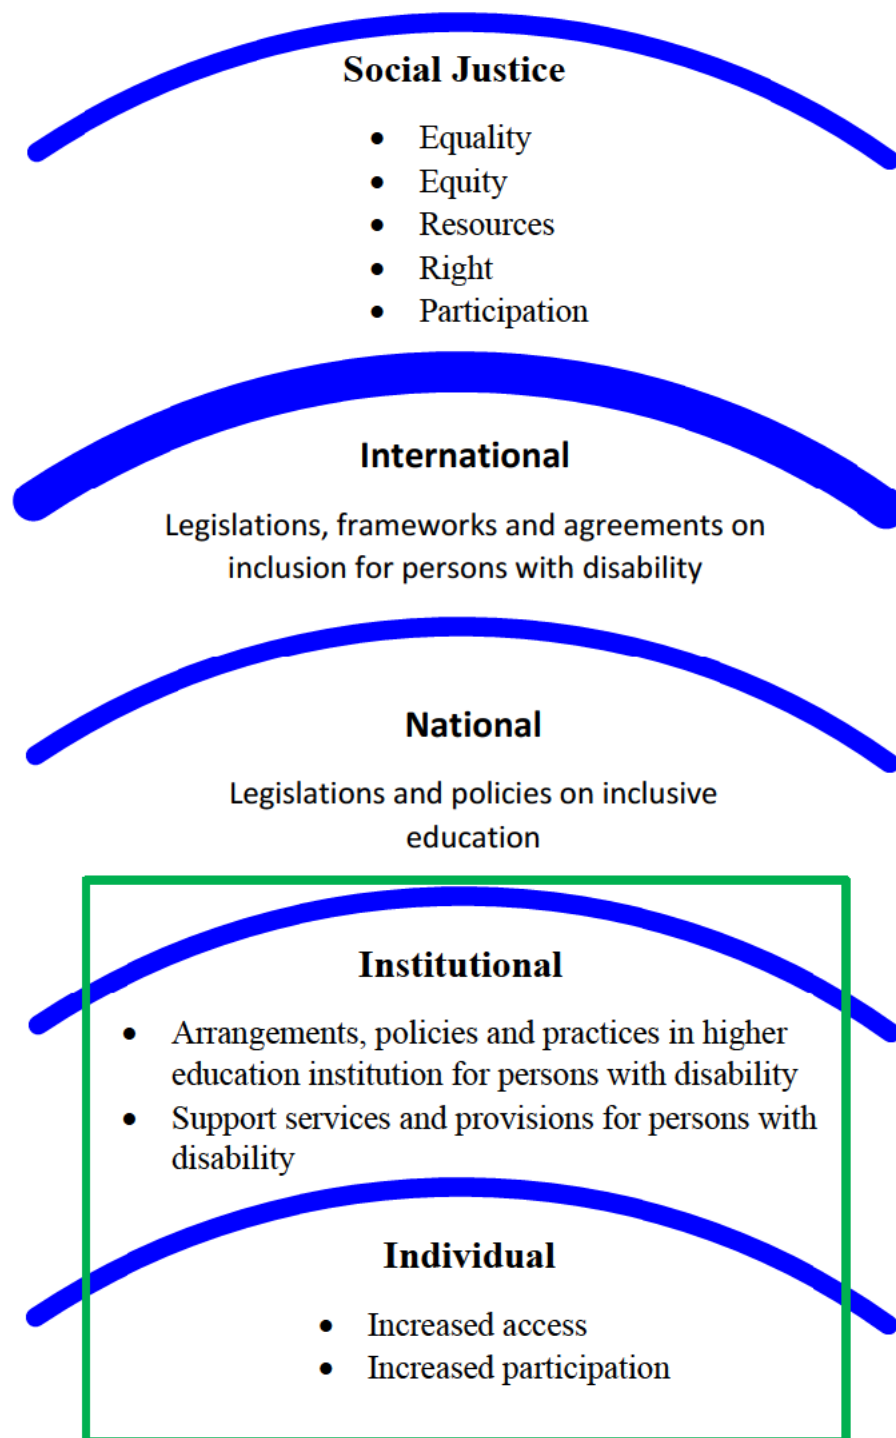 Social Justice
• Equality
• Equity
• Resources
• Right
• Participation
International
Legislations, frameworks and agreements on
inclusion for persons with disability
National
Legislations and policies on inclusive
education
Institutional
• Arrangements, policies and practices in higher
education institution for persons with disability
• Support services and provisions for persons with
disability
Individual
• Increased access
• Increased participation